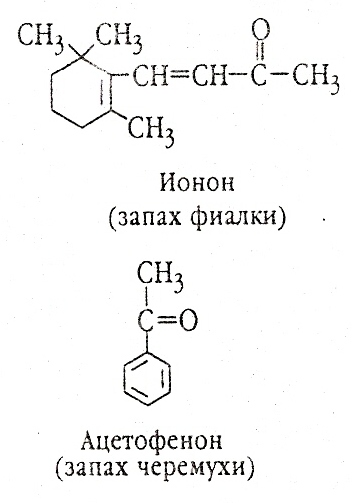 CH₃ CH₃ O
CH=CH–C–CH₃
CH₃
Ионон
(запах фиалки)
CH₃
C=O
Ацетофенон
(запах черемухи)